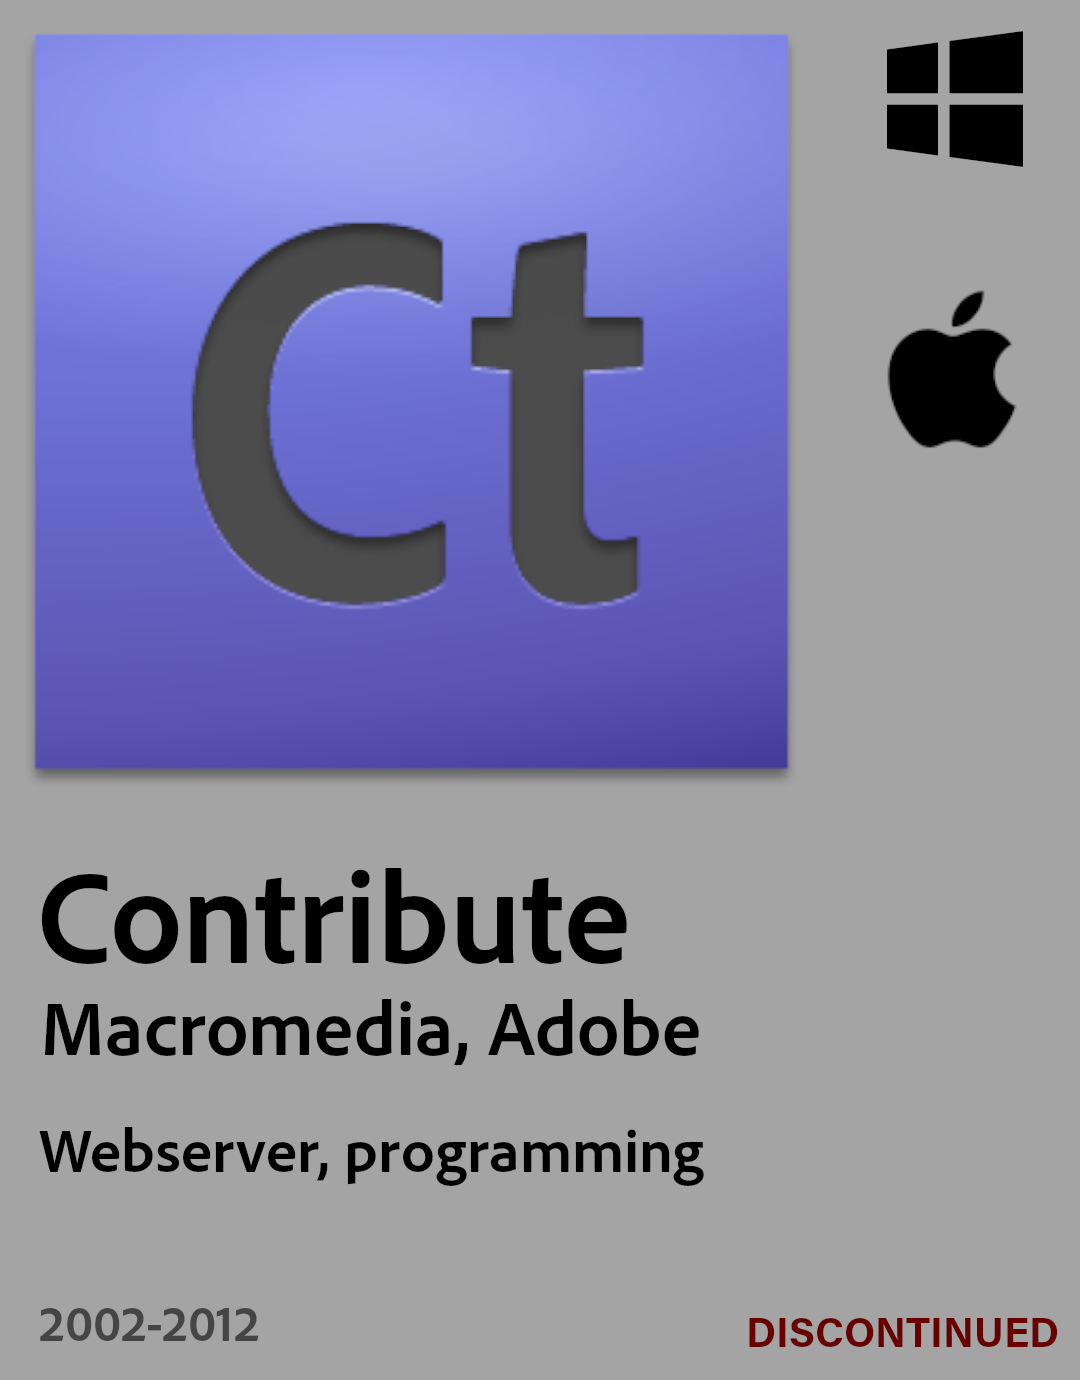 Ct
Contribute
Macromedia, Adobe
Webserver, programming
2002-2012
DISCONTINUED